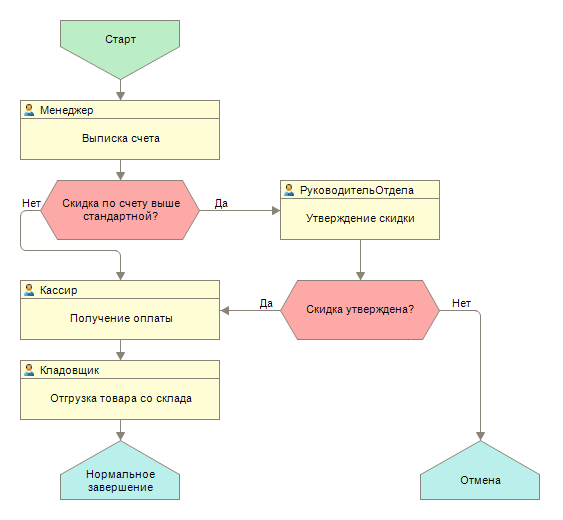 Старт
Менеджер
Выписка счета
Нет
Скидка по счету выше
стандартной?
Да
РуководительОтдела
Утверждение скидки
Кассир
Получение оплаты
Да
Скидка утверждена?
Нет
Кладовщик
Отгрузка товара со склада
Нормальное
завершение
Отмена